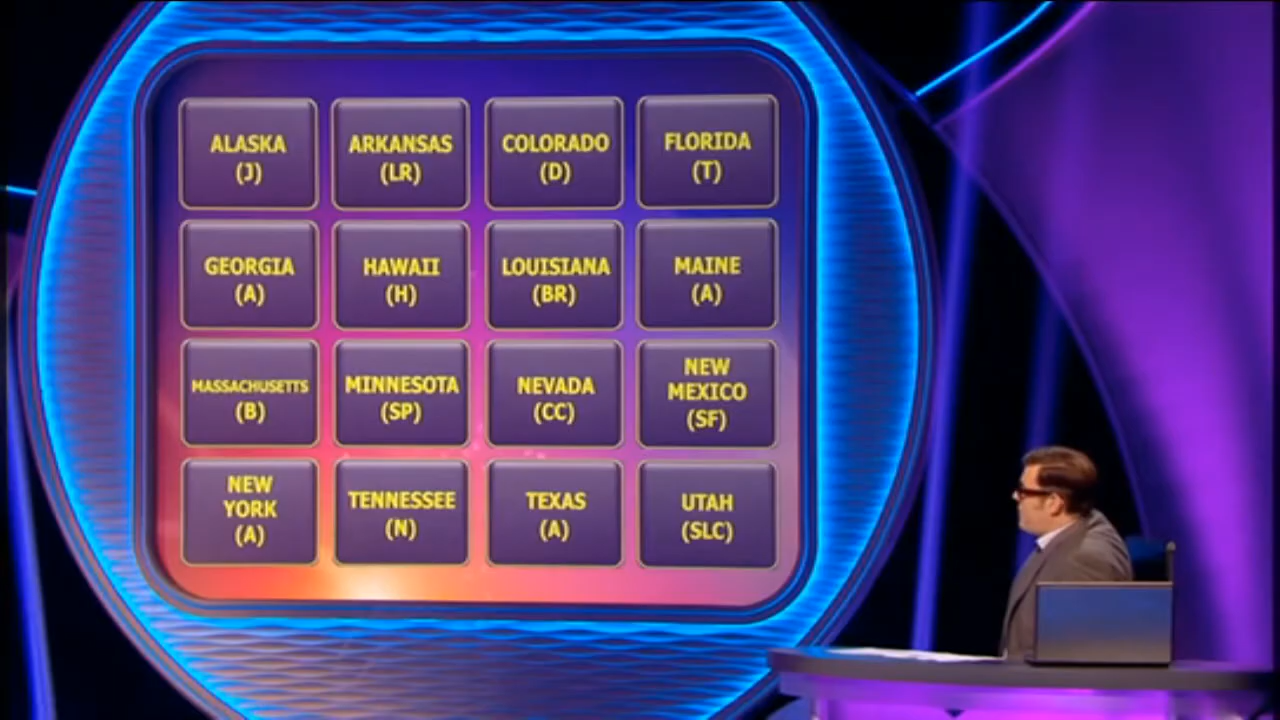 ALASKA
(J)
ARKANSAS
(LR)
COLORADO
(D)
FLORIDA
(T)
GEORGIA
(A)
HAWAII
(H)
LOUISIANA
(BR)
MAINE
(A)
MASSACHUSETTS
(B)
MINNESOTA
(SP)
NEVADA
(CC)
NEW
MEXICO
(SF)
NEW
YORK
(A)
TENNESSEE
(N)
TEXAS
(A)
UTAH
(SLC)